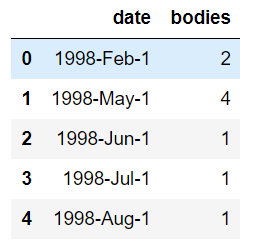 date bodies
0 1998-Feb-1 2
1 1998-May-1 4
2 1998-Jun-1 1
3 1998-Jul-1 1
4 1998-Aug-1 1